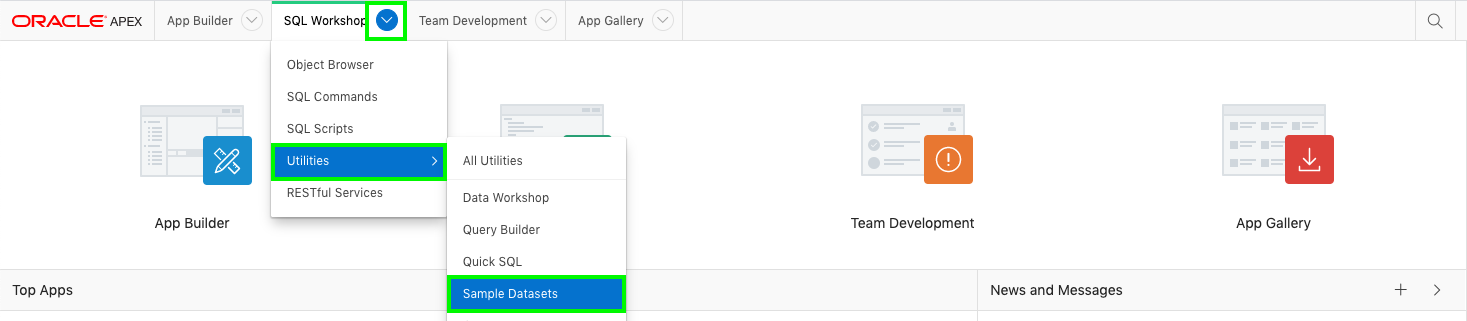 ORACLE APEX App Builder SQL Workshop Team Development App Gallery
Object Browser
SQL Commands
SQL Scripts
Utilities
RESTful Services
All Utilities
Data Workshop
Query Builder
Quick SQL
Sample Datasets
App Builder
Team Development
App Gallery
Top Apps
News and Messages